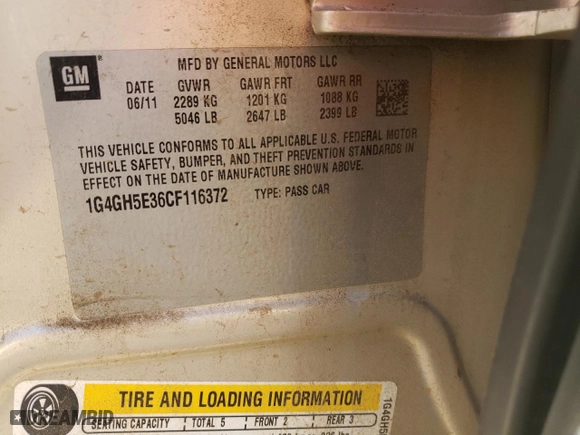 GM
MFD BY GENERAL MOTORS LLC
DATE GVWR GAWR FRT GAWR RR
06/11 2289 KG 1201 KG 1088 KG
5046 LB 2647 LB 2399 LB
THIS VEHICLE CONFORMS TO ALL APPLICABLE U.S. FEDERAL MOTOR
VEHICLE SAFETY, BUMPER, AND THEFT PREVENTION STANDARDS IN
EFFECT ON THE DATE OF MANUFACTURE SHOWN ABOVE.
1G4GH5E36CF116372 TYPE: PASS CAR
TIRE AND LOADING INFORMATION
SEATING CAPACITY TOTAL 5 FRONT 2 REAR 3
1G4GH5
DREAMBID